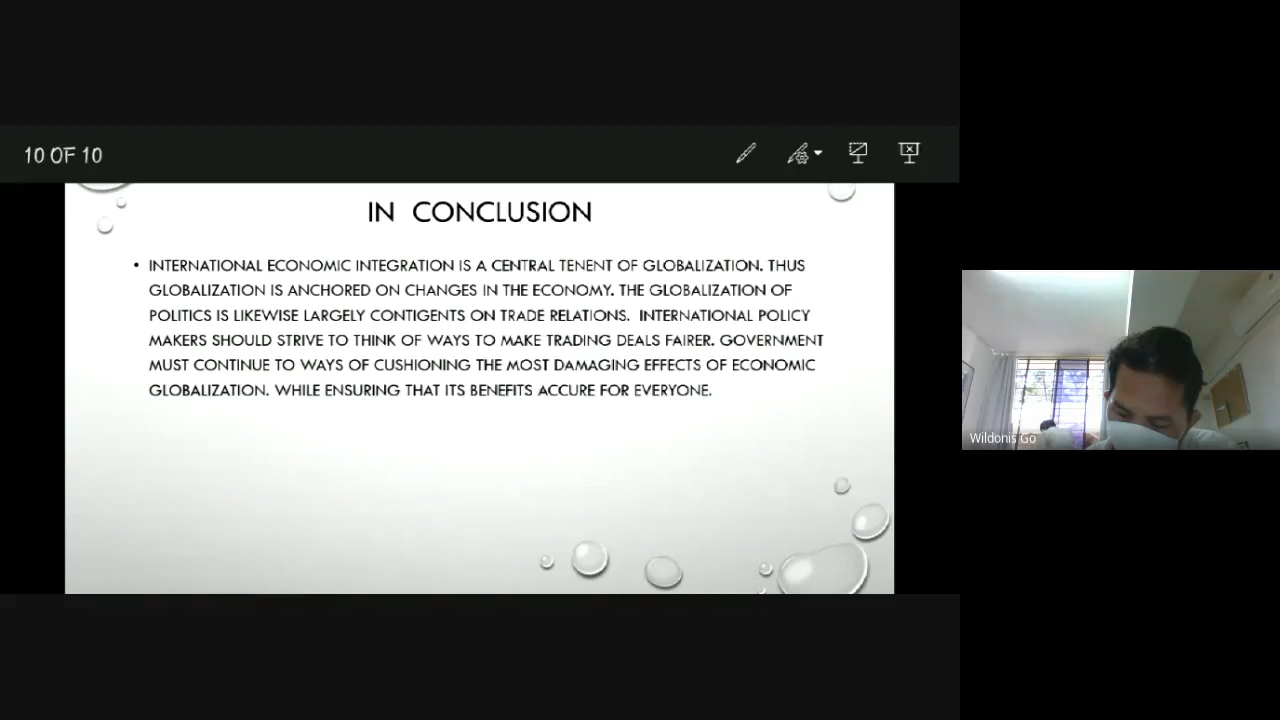 10 OF 10
IN CONCLUSION
• INTERNATIONAL ECONOMIC INTEGRATION IS A CENTRAL TENENT OF GLOBALIZATION. THUS
GLOBALIZATION IS ANCHORED ON CHANGES IN THE ECONOMY. THE GLOBALIZATION OF
POLITICS IS LIKEWISE LARGELY CONTIGENTS ON TRADE RELATIONS. INTERNATIONAL POLICY
MAKERS SHOULD STRIVE TO THINK OF WAYS TO MAKE TRADING DEALS FAIRER. GOVERNMENT
MUST CONTINUE TO WAYS OF CUSHIONING THE MOST DAMAGING EFFECTS OF ECONOMIC
GLOBALIZATION. WHILE ENSURING THAT ITS BENEFITS ACCURE FOR EVERYONE.
Wildonis Go